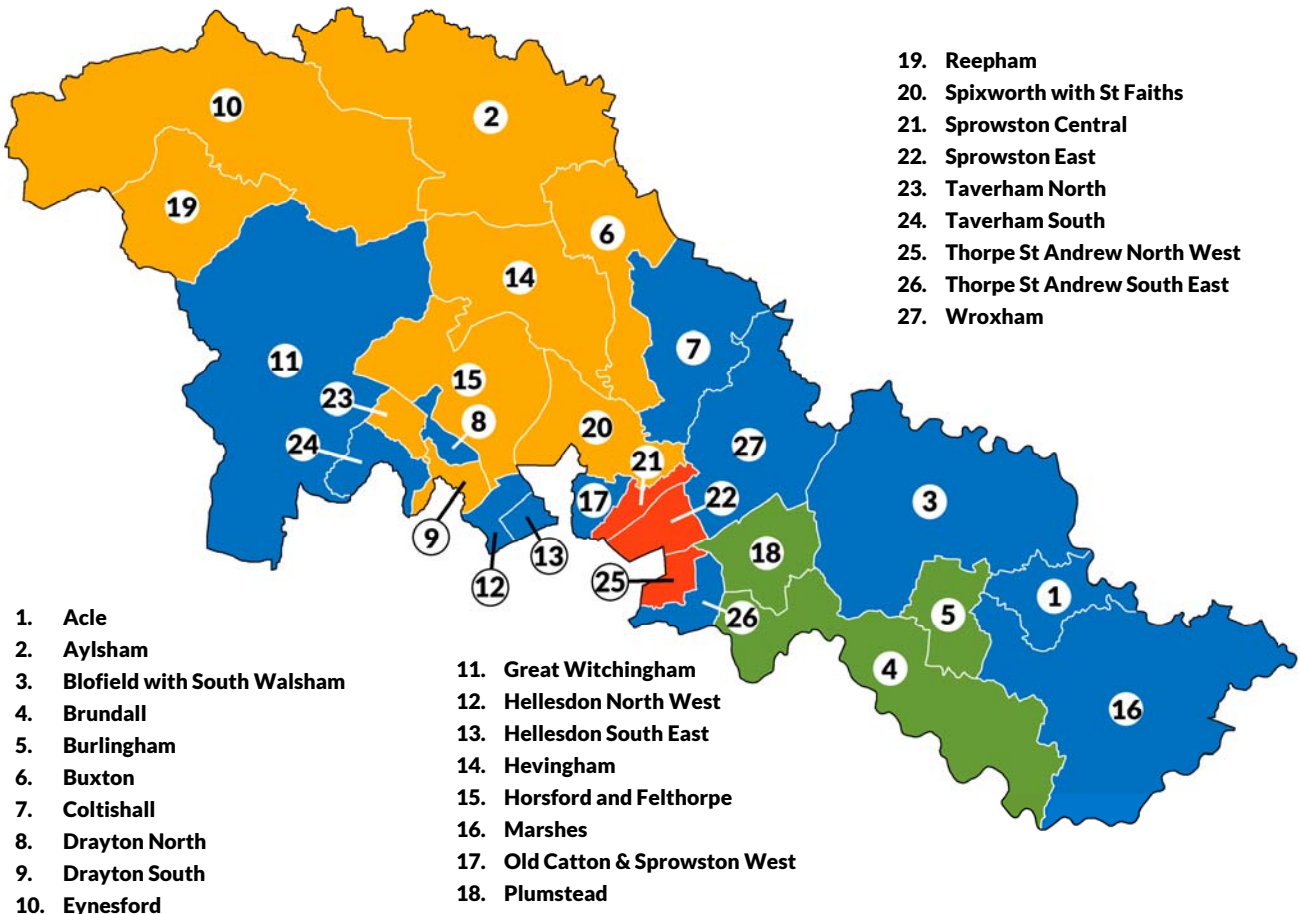 10
2
19
6
14
7
11
15
23
8
20
24
21
27
17
22
3
9
13
18
12
25
1
5
26
4
16
1. Acle
2. Aylsham
3. Blofield with South Walsham
4. Brundall
5. Burlingham
6. Buxton
7. Coltishall
8. Drayton North
9. Drayton South
10. Eynesford
11. Great Witchingham
12. Hellesdon North West
13. Hellesdon South East
14. Hevingham
15. Horsford and Felthorpe
16. Marshes
17. Old Catton & Sprowston West
18. Plumstead
19. Reepham
20. Spixworth with St Faiths
21. Sprowston Central
22. Sprowston East
23. Taverham North
24. Taverham South
25. Thorpe St Andrew North West
26. Thorpe St Andrew South East
27. Wroxham